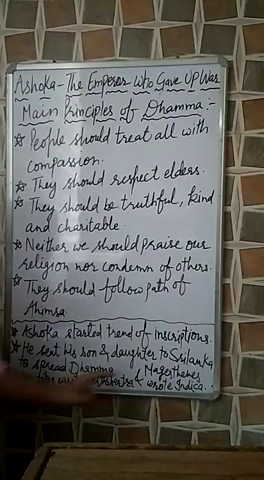 Ashoka - The Emperor Who Gave Up War
Main Principles of Dhamma :-
☆ People should treat all with
compassion.
☆ They should respect elders.
☆ They should be truthful, kind
and charitable.
☆ Neither we should praise our
religion nor condemn of others.
☆ They should follow path of
Ahimsa.
☆ Ashoka started trend of inscriptions.
☆ He sent his son & daughter to Srilanka
to spread Dhamma
& Magesthenes
wrote Indica.